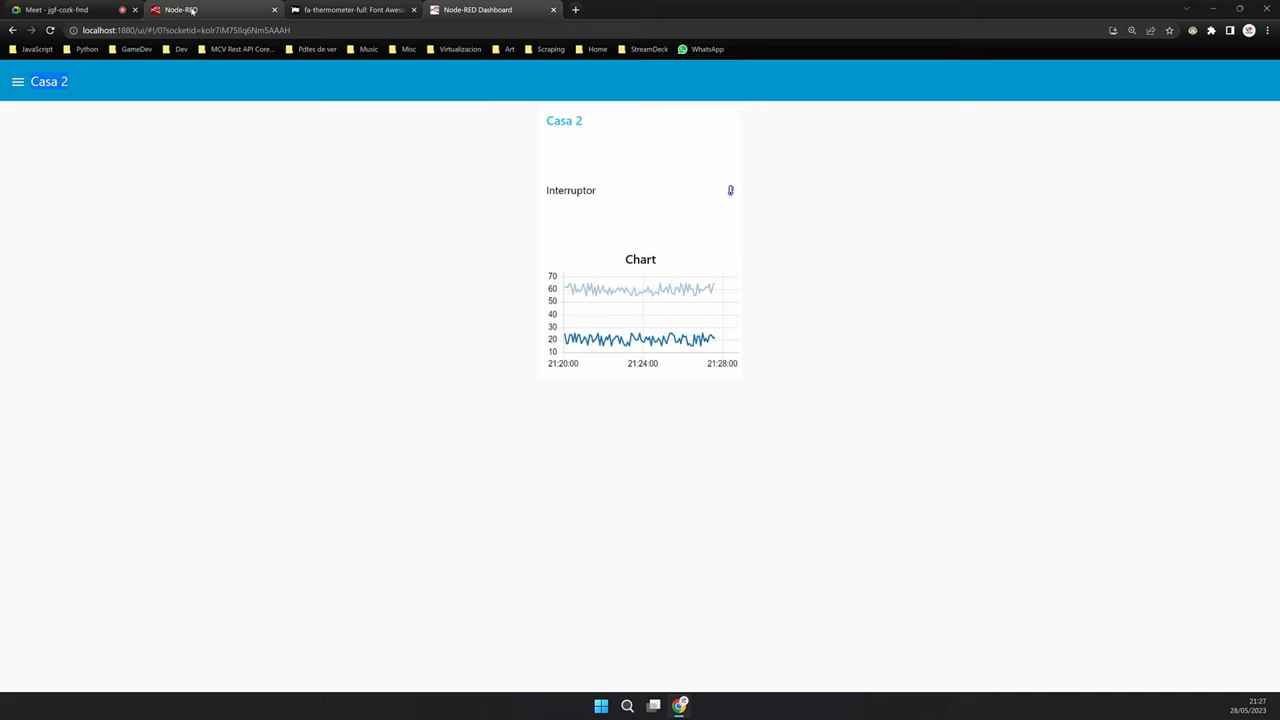 Meet - jgf-cozk-fmd
Node-RED
fa-thermometer-full: Font Aweso
Node-RED Dashboard
localhost:1880/ui/#!/0?socketid=
JavaScript
Python
GameDev
Dev
MCV Rest API Core...
Pdtes de ver
Music
Misc
Virtualizacion
Art
Scraping
Home
StreamDeck
WhatsApp
Casa 2
Casa 2
Interruptor
Chart
70
60
50
40
30
20
10
21:20:00 21:24:00 21:28:00
21:27
28/05/2023